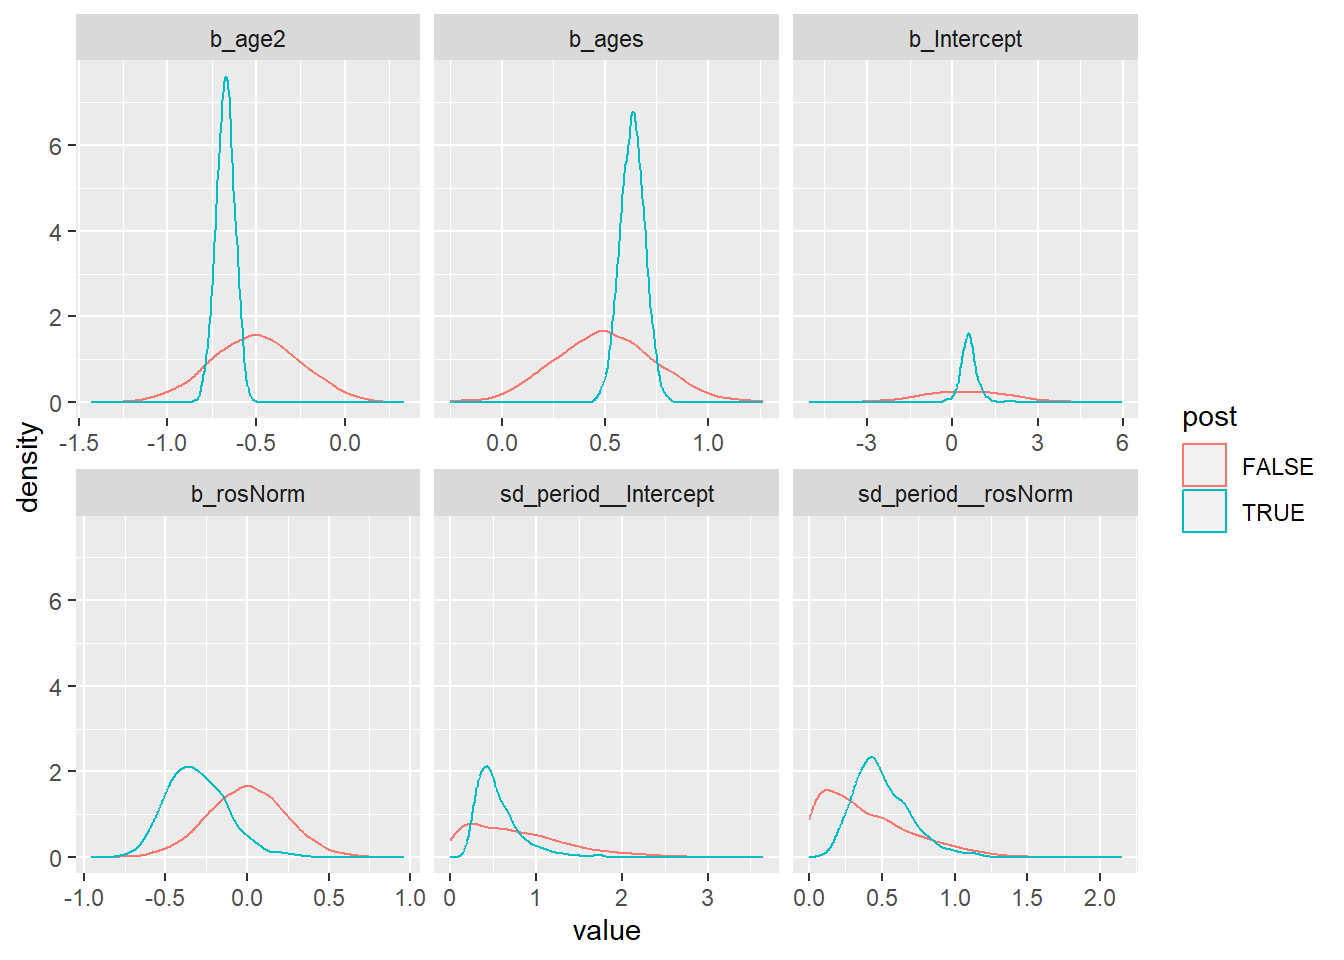 b_age2 b_ages b_Intercept
6
4
2
0
-1.5 -1.0 -0.5 0.0 0.0 0.5 1.0 -3 0 3 6
b_rosNorm sd_period__Intercept sd_period__rosNorm
6
4
2
0
-1.0 -0.5 0.0 0.5 1.0 0 1 2 3 0.0 0.5 1.0 1.5 2.0
value
density
post
FALSE
TRUE